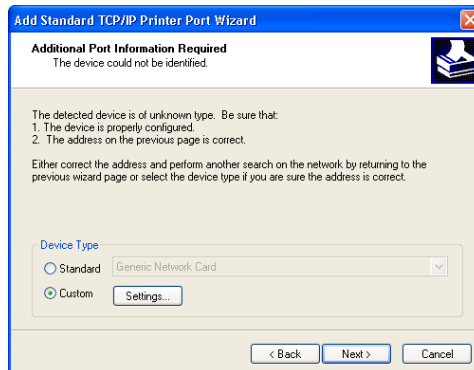 Add Standard TCP/IP Printer Port Wizard
Additional Port Information Required
The device could not be identified.
The detected device is of unknown type. Be sure that:
1. The device is properly configured.
2. The address on the previous page is correct.
Either correct the address and perform another search on the network by returning to the
previous wizard page or select the device type if you are sure the address is correct.
Device Type
Standard Generic Network Card
Custom Settings...
< Back Next > Cancel